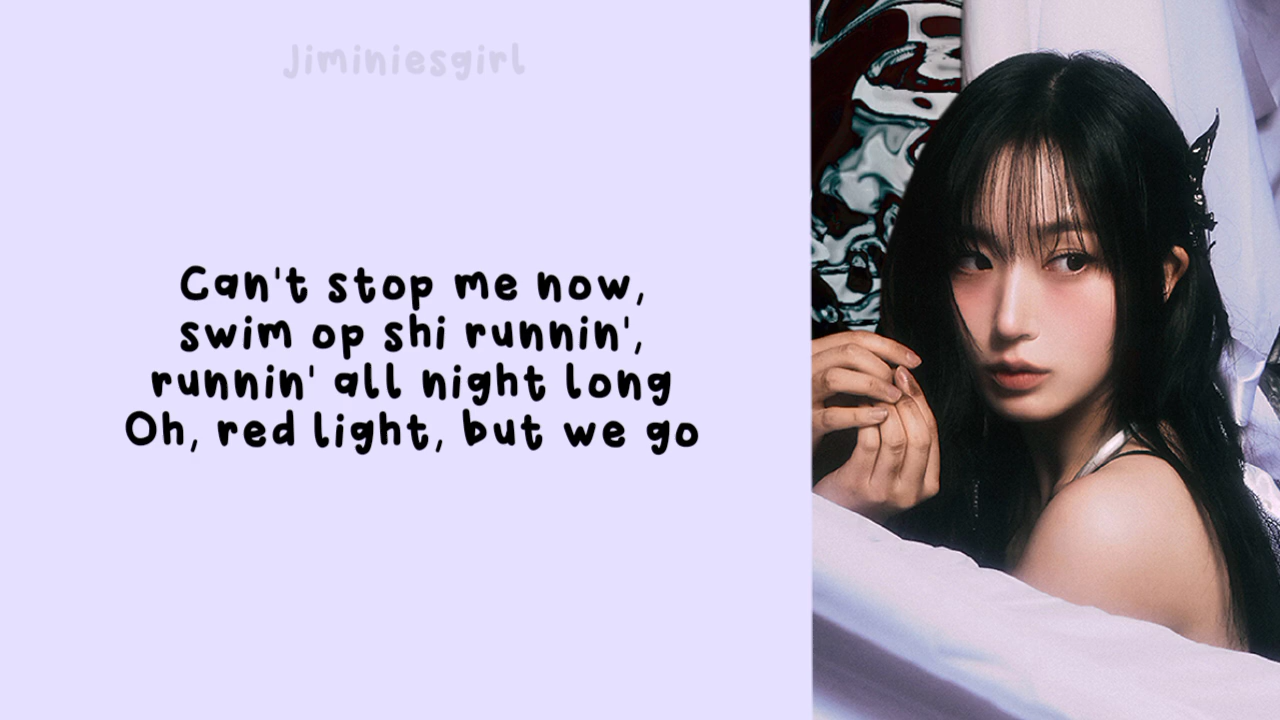 Jiminiesgirl
Can't stop me now,
swim op shi runnin',
runnin' all night long
Oh, red light, but we go